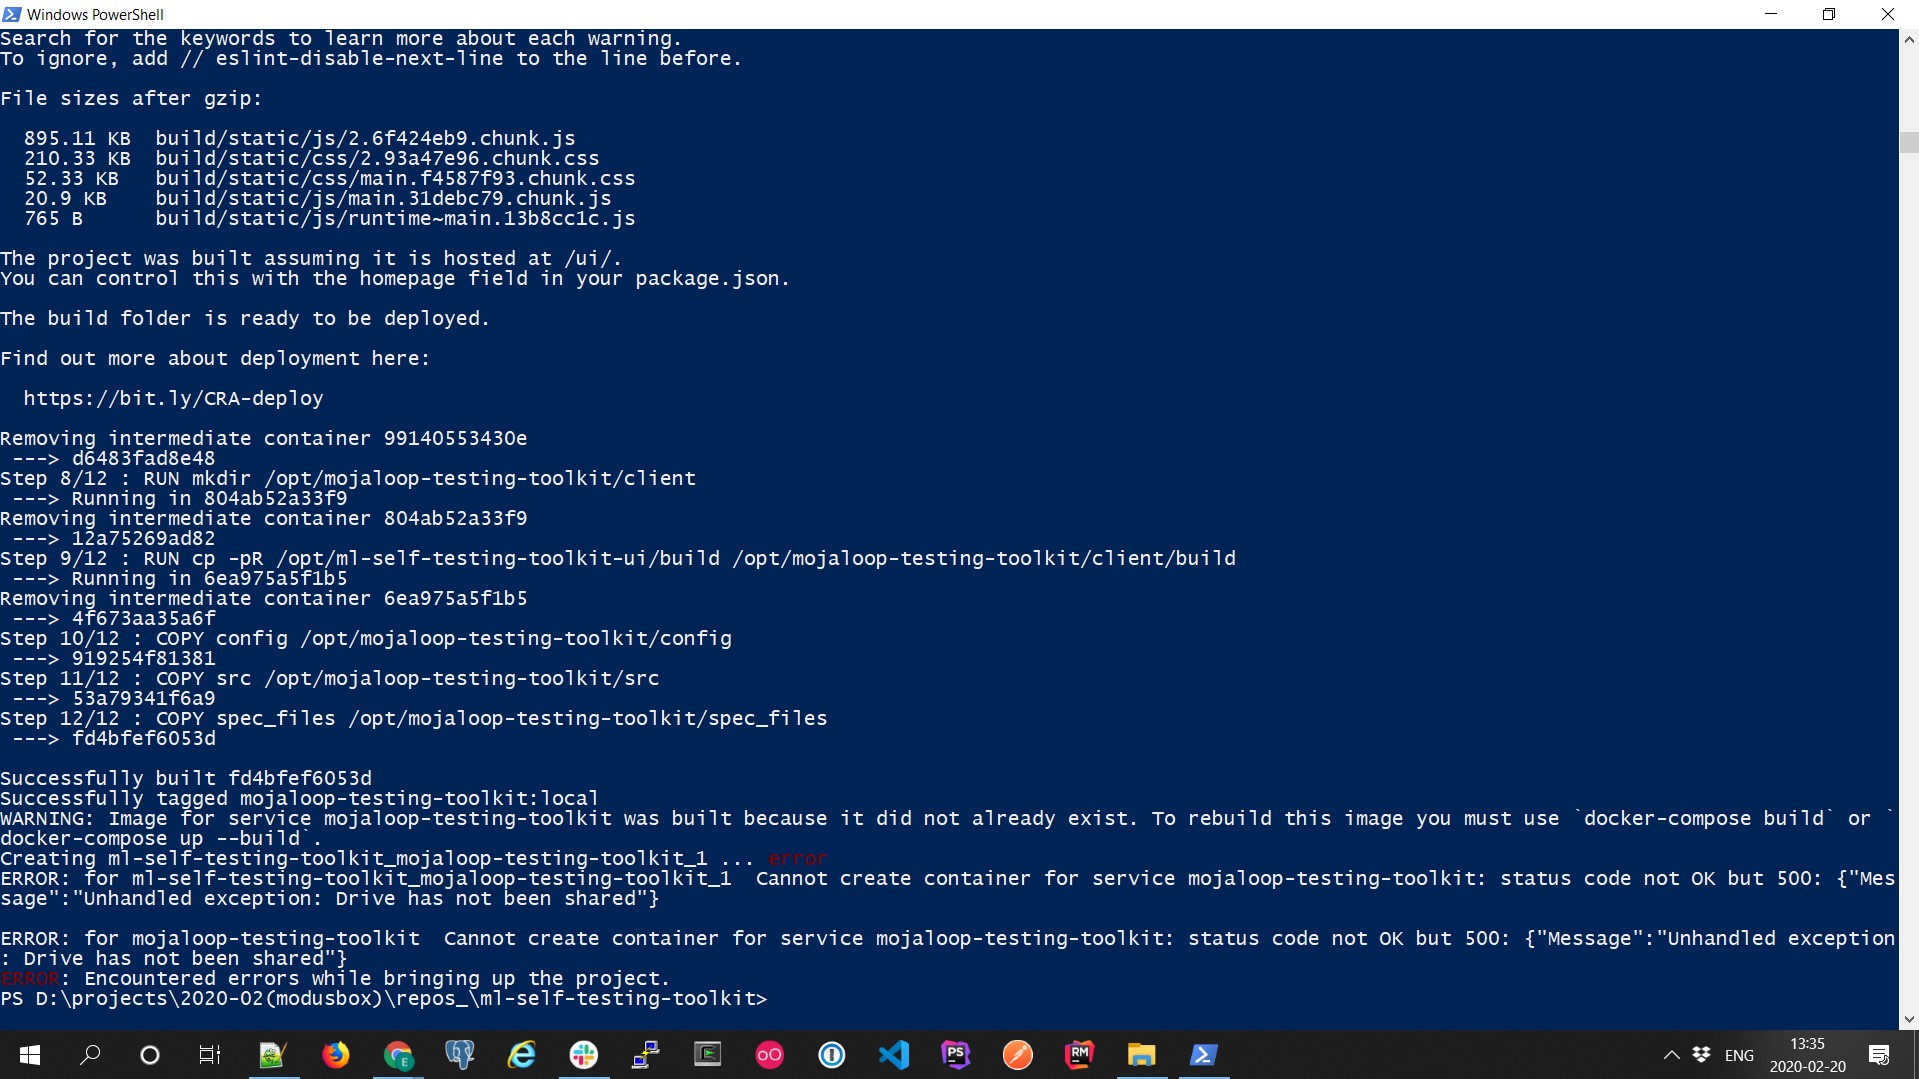 Windows PowerShell
Search for the keywords to learn more about each warning.
To ignore, add // eslint-disable-next-line to the line before.
File sizes after gzip:
895.11 KB  build/static/js/2.6f424eb9.chunk.js
210.33 KB  build/static/css/2.93a47e96.chunk.css
52.33 KB   build/static/css/main.f4587f93.chunk.css
20.9 KB    build/static/js/main.31debc79.chunk.js
765 B      build/static/js/runtime~main.13b8cc1c.js
The project was built assuming it is hosted at /ui/.
You can control this with the homepage field in your package.json.
The build folder is ready to be deployed.
Find out more about deployment here:
https://bit.ly/CRA-deploy
Removing intermediate container 99140553430e
---> d6483fad8e48
Step 8/12 : RUN mkdir /opt/mojaloop-testing-toolkit/client
---> Running in 804ab52a33f9
Removing intermediate container 804ab52a33f9
---> 12a75269ad82
Step 9/12 : RUN cp -pR /opt/ml-self-testing-toolkit-ui/build /opt/mojaloop-testing-toolkit/client/build
---> Running in 6ea975a5f1b5
Removing intermediate container 6ea975a5f1b5
---> 4f673aa35a6f
Step 10/12 : COPY config /opt/mojaloop-testing-toolkit/config
---> 919254f81381
Step 11/12 : COPY src /opt/mojaloop-testing-toolkit/src
---> 53a79341f6a9
Step 12/12 : COPY spec_files /opt/mojaloop-testing-toolkit/spec_files
---> fd4bfef6053d
Successfully built fd4bfef6053d
Successfully tagged mojaloop-testing-toolkit:local
WARNING: Image for service mojaloop-testing-toolkit was built because it did not already exist. To rebuild this image you must use `docker-compose build` or `
docker-compose up --build`.
Creating ml-self-testing-toolkit_mojaloop-testing-toolkit_1 ... error
ERROR: for ml-self-testing-toolkit_mojaloop-testing-toolkit_1  Cannot create container for service mojaloop-testing-toolkit: status code not OK but 500: {"Mes
sage":"Unhandled exception: Drive has not been shared"}
ERROR: for mojaloop-testing-toolkit  Cannot create container for service mojaloop-testing-toolkit: status code not OK but 500: {"Message":"Unhandled exception
: Drive has not been shared"}
ERROR: Encountered errors while bringing up the project.
PS D:\projects\2020-02(modusbox)\repos_\ml-self-testing-toolkit>
E
PS
RM
ENG
13:35
2020-02-20